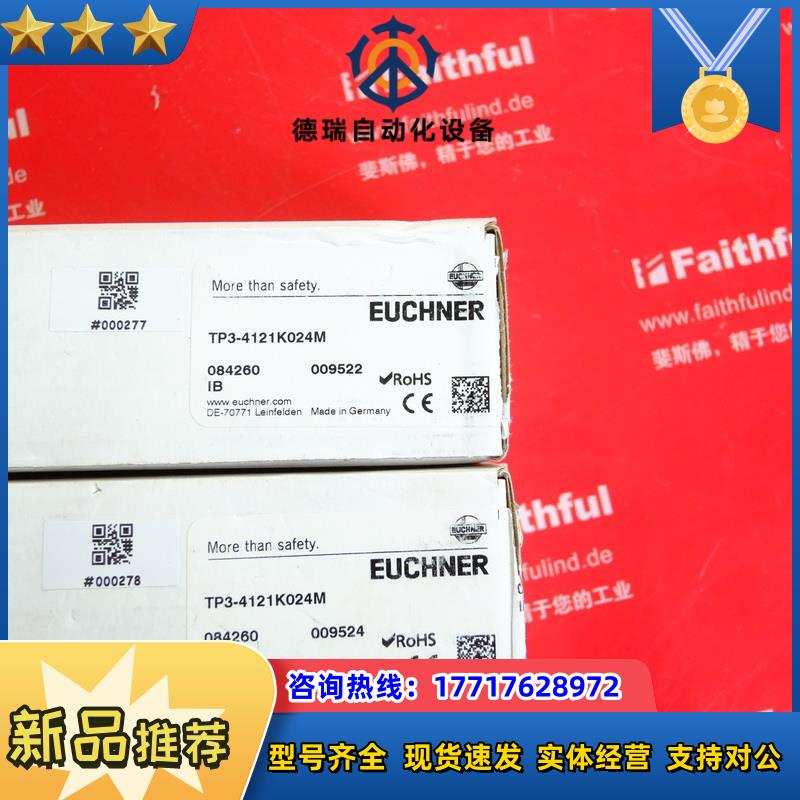 德瑞自动化设备
Faithful
faithfulind.de
斐斯佛，精于您的工业
工业
Faithful
www.faithfulind
斐斯佛，精于您的
#000277
More than safety.
EUCHNER
EUCHNER
TP3-4121K024M
084260 009522
IB
RoHS
www.euchner.com
DE-70771 Leinfelden Made in Germany
CE
thful
fulind.de
于您的工业
#000278
More than safety.
EUCHNER
EUCHNER
TP3-4121K024M
084260 009524
RoHS
咨询热线：17717628972
新品推荐
型号齐全 现货速发 实体经营 支持对公